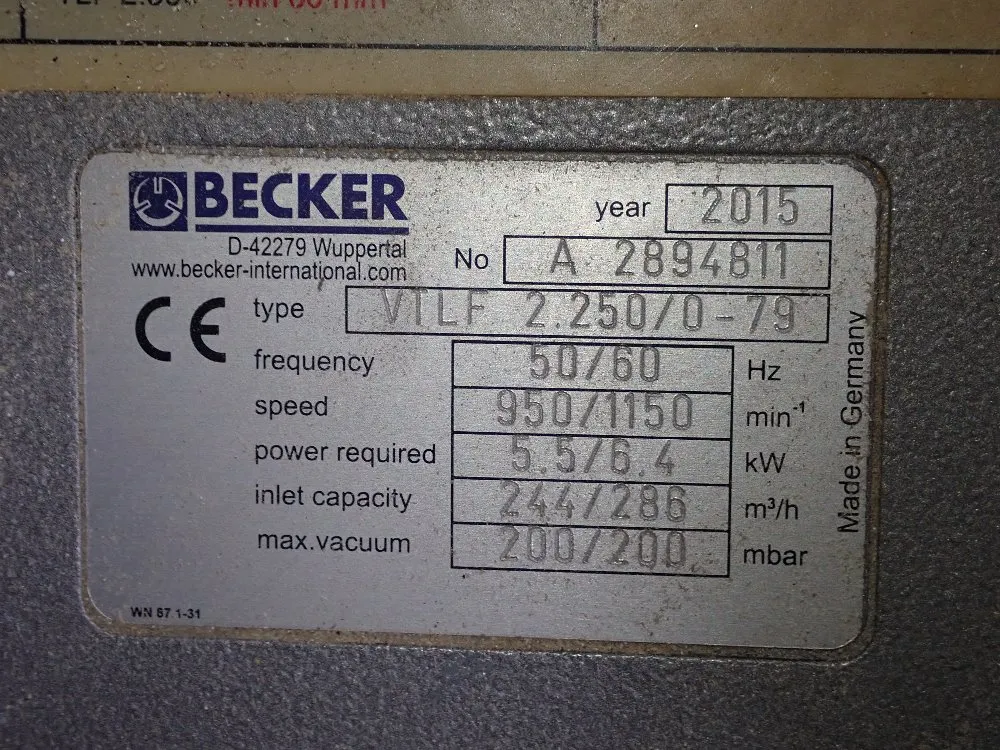 BECKER
D-42279 Wuppertal
www.becker-international.com
year 2015
No A 2894811
CE
type VTLF 2.250/0-79
frequency 50/60 Hz
speed 950/1150 min⁻¹
power required 5.5/6.4 kW
inlet capacity 244/286 m³/h
max.vacuum 200/200 mbar
Made in Germany
WN 67.1-31